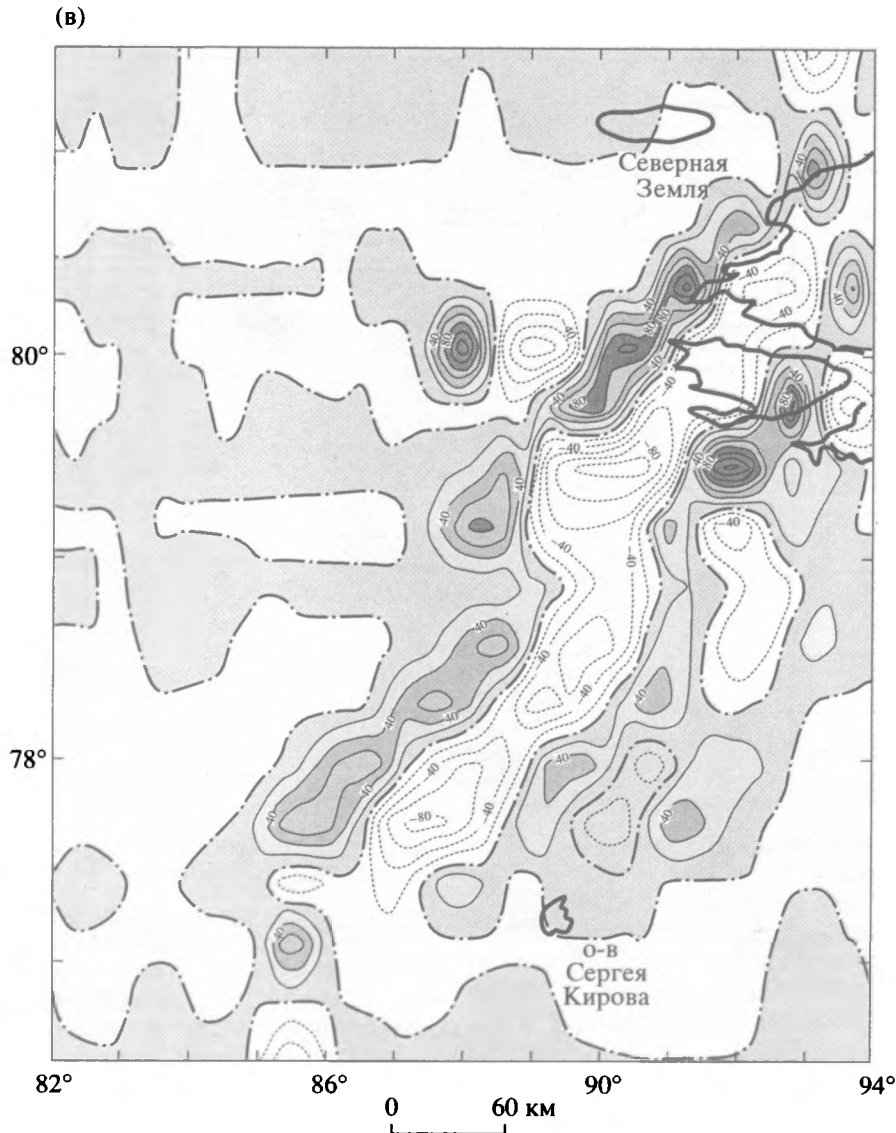 (в)
Северная
Земля
80°
78°
о-в
Сергея
Кирова
82°
86°
90°
94°
0
60 км